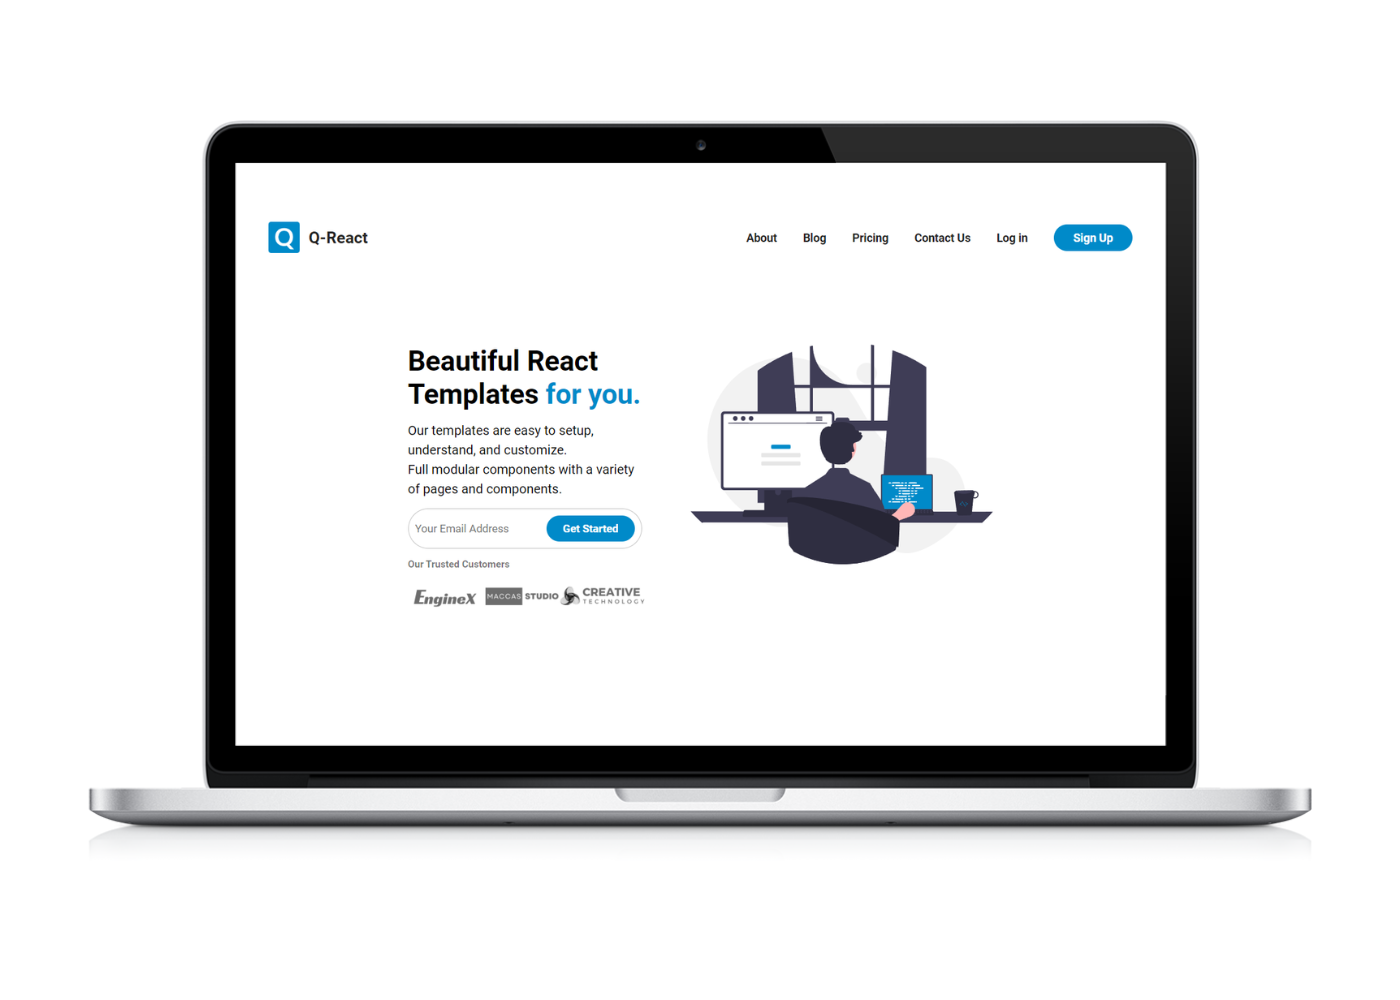 Q Q-React
About Blog Pricing Contact Us Log in Sign Up
Beautiful React
Templates for you.
Our templates are easy to setup,
understand, and customize.
Full modular components with a variety
of pages and components.
Your Email Address Get Started
Our Trusted Customers
EngineX MACCAS STUDIO CREATIVE
TECHNOLOGY